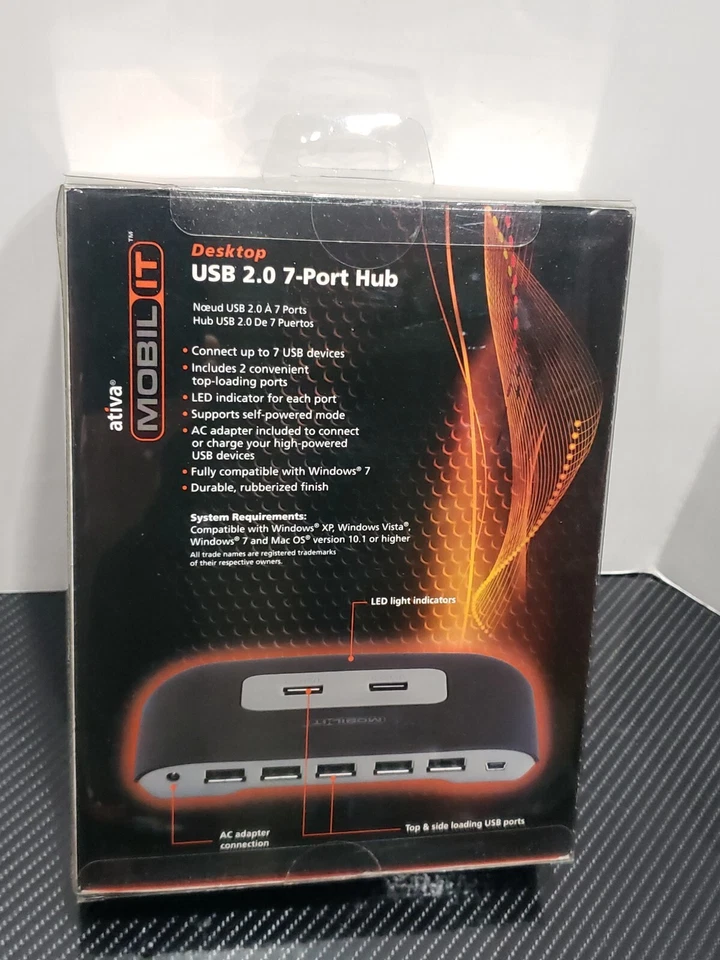 Desktop
USB 2.0 7-Port Hub
Nœud USB 2.0 À 7 Ports
Hub USB 2.0 De 7 Puertos
ativa®
MOBIL IT™
• Connect up to 7 USB devices
• Includes 2 convenient
top-loading ports
• LED indicator for each port
• Supports self-powered mode
• AC adapter included to connect
or charge your high-powered
USB devices
• Fully compatible with Windows® 7
• Durable, rubberized finish
System Requirements:
Compatible with Windows® XP, Windows Vista®,
Windows® 7 and Mac OS® version 10.1 or higher
All trade names are registered trademarks
of their respective owners.
LED light indicators
MOBIL IT
AC adapter
connection
Top & side loading USB ports